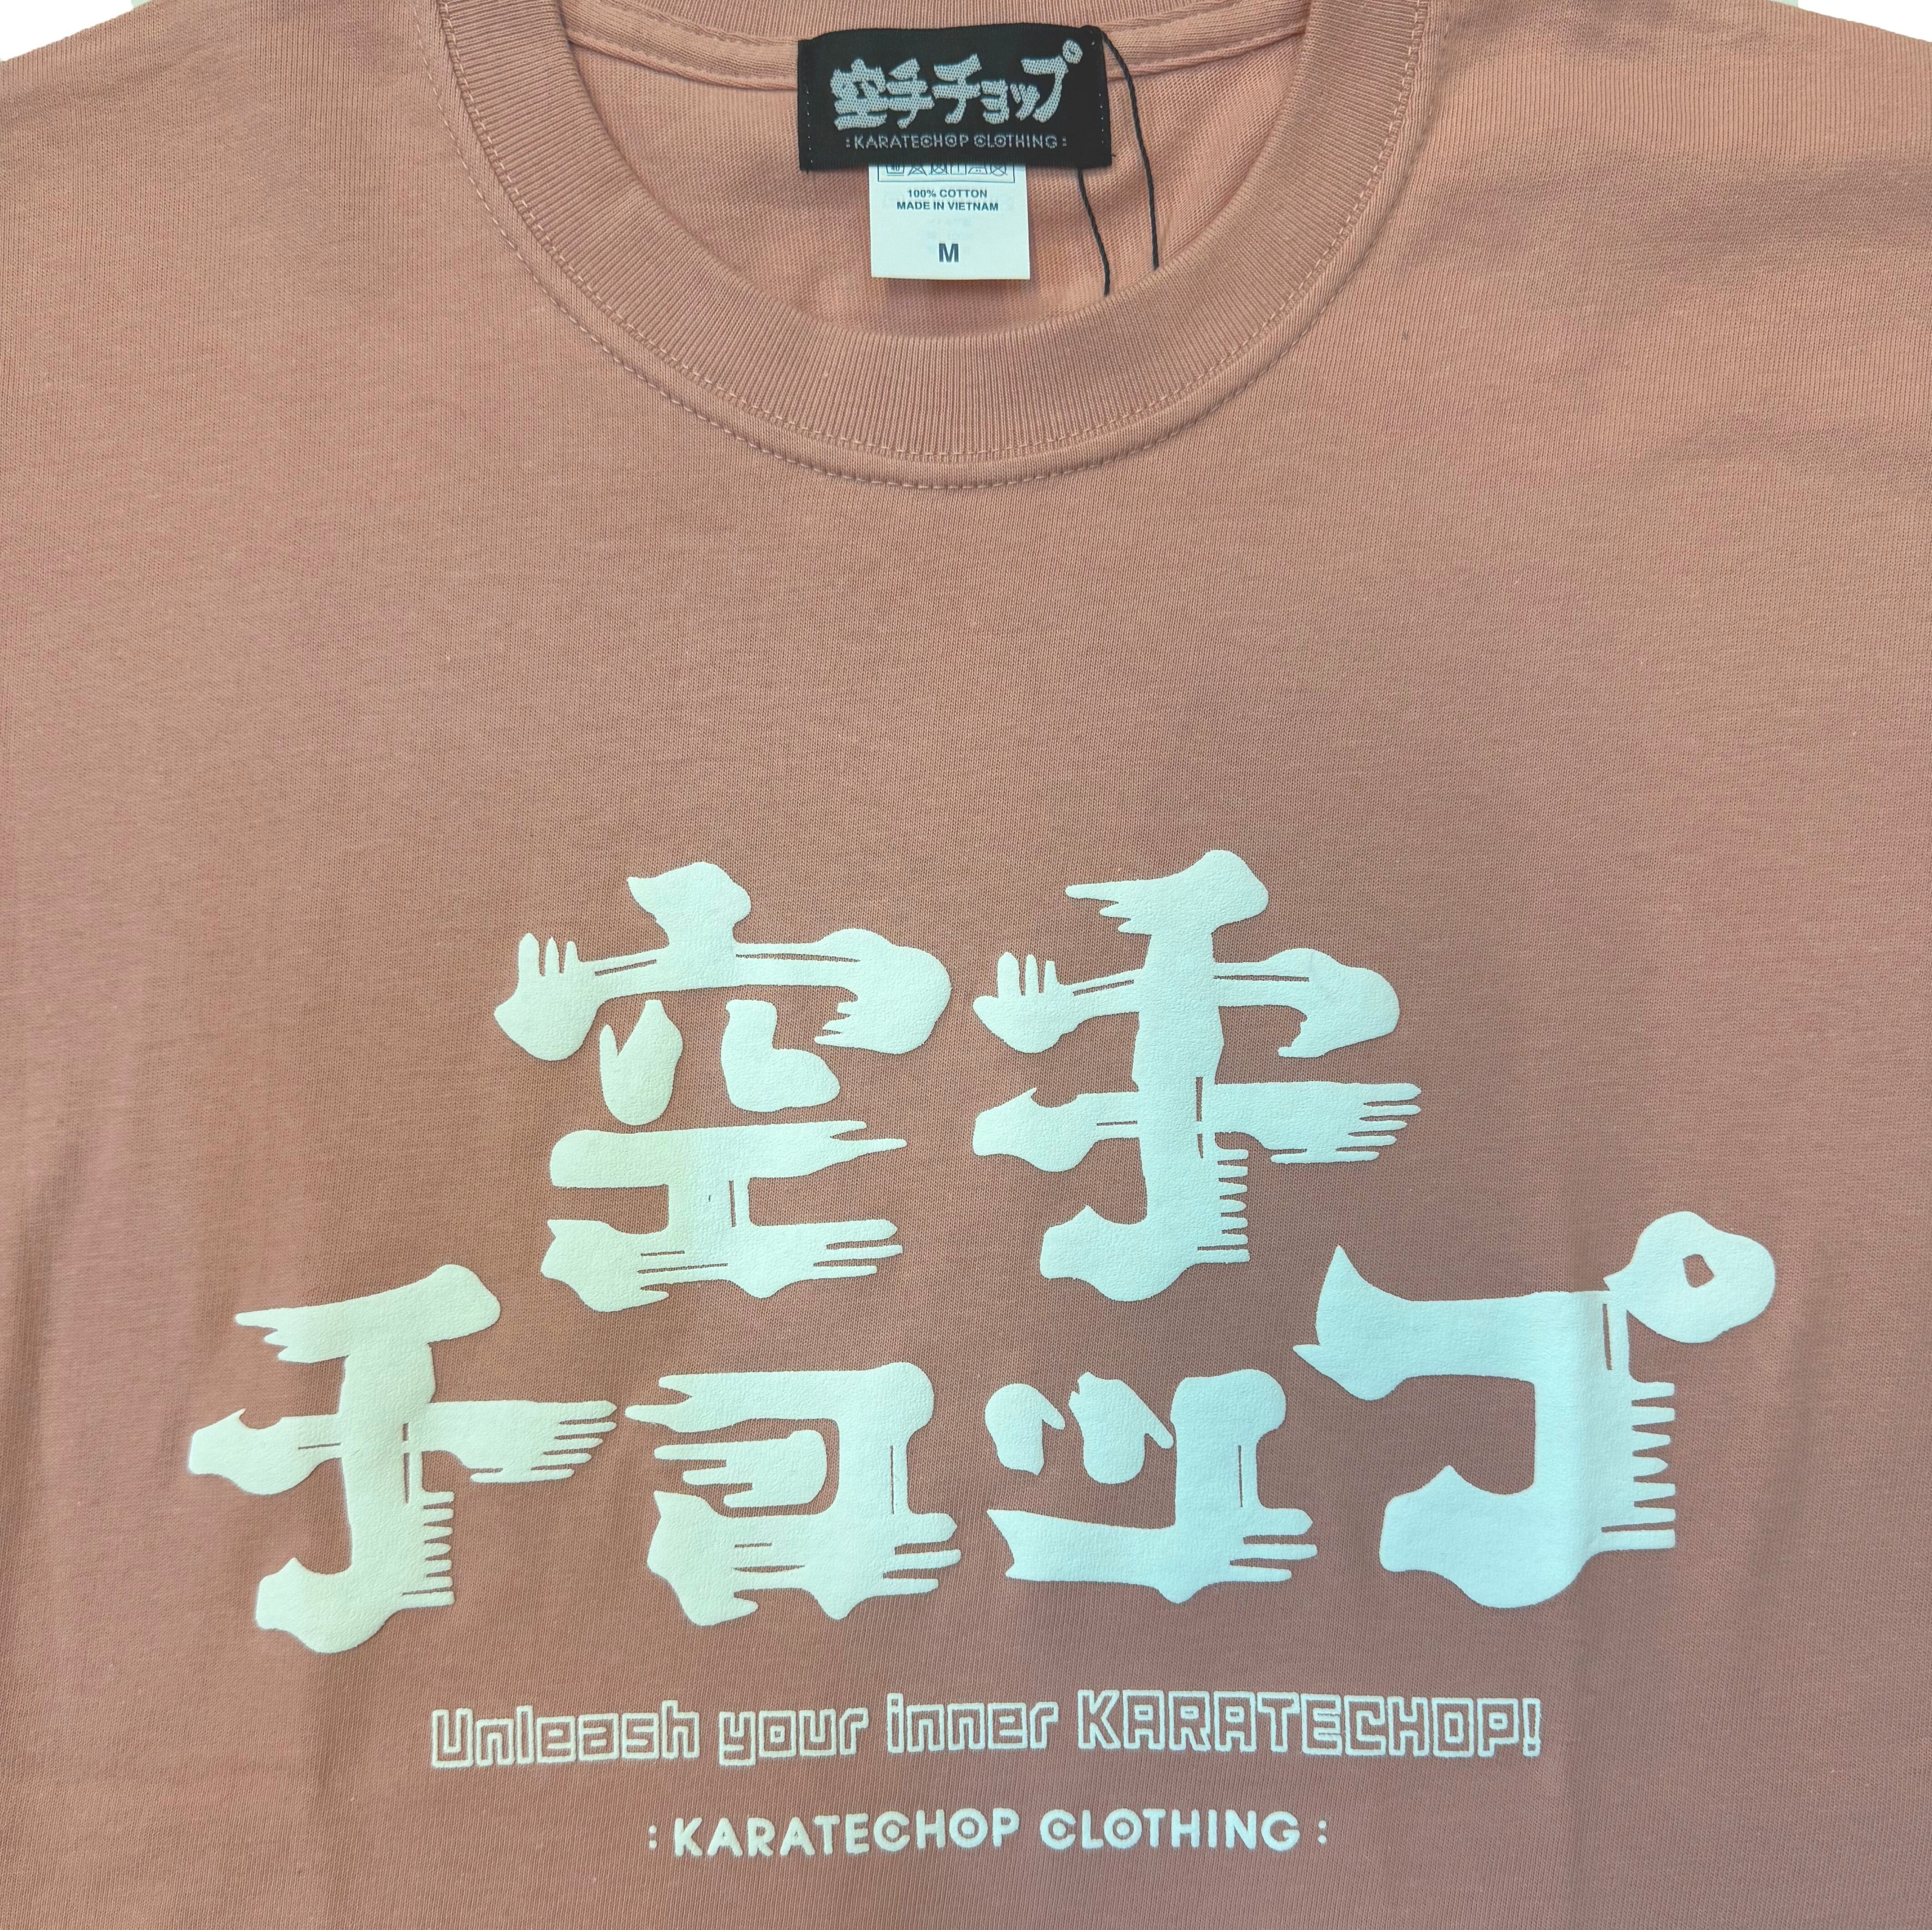 空手チョップ
:KARATECHOP CLOTHING:
100% COTTON
MADE IN VIETNAM
M
空手
チョップ
Unleash your inner KARATECHOP!
:KARATECHOP CLOTHING: